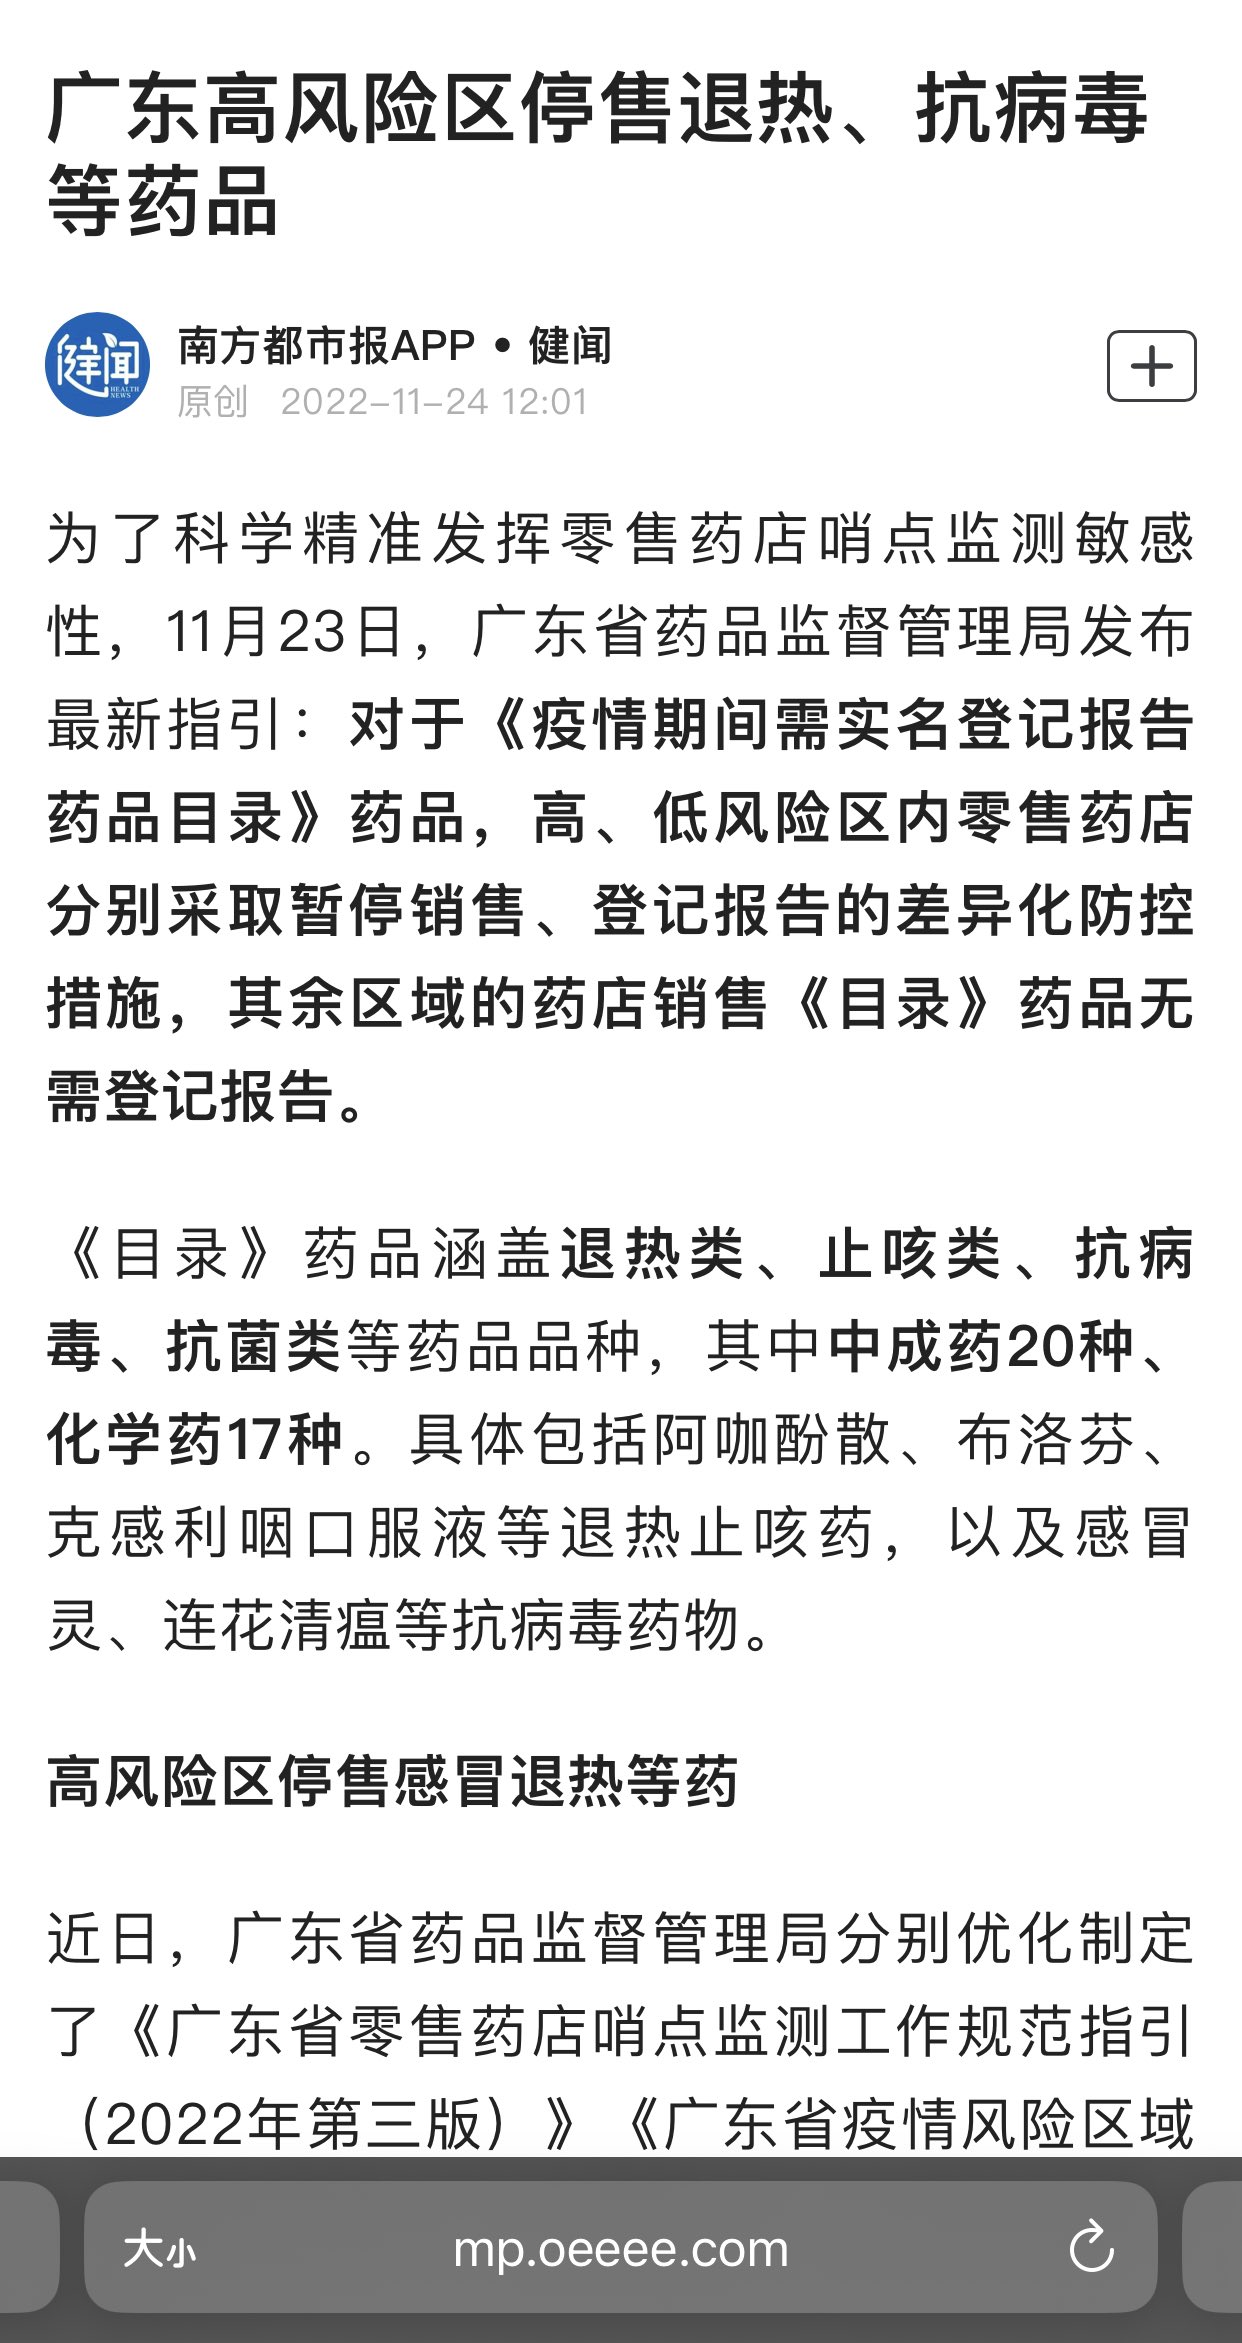 广东高风险区停售退热、抗病毒
等药品
健闻
HEALTH
NEWS
南方都市报APP • 健闻
原创 2022-11-24 12:01
为了科学精准发挥零售药店哨点监测敏感
性，11月23日，广东省药品监督管理局发布
最新指引：对于《疫情期间需实名登记报告
药品目录》药品，高、低风险区内零售药店
分别采取暂停销售、登记报告的差异化防控
措施，其余区域的药店销售《目录》药品无
需登记报告。
《目录》药品涵盖退热类、止咳类、抗病
毒、抗菌类等药品品种，其中中成药20种、
化学药17种。具体包括阿咖酚散、布洛芬、
克感利咽口服液等退热止咳药，以及感冒
灵、连花清瘟等抗病毒药物。
高风险区停售感冒退热等药
近日，广东省药品监督管理局分别优化制定
了《广东省零售药店哨点监测工作规范指引
（2022年第三版）》《广东省疫情风险区域
大小 mp.oeeee.com